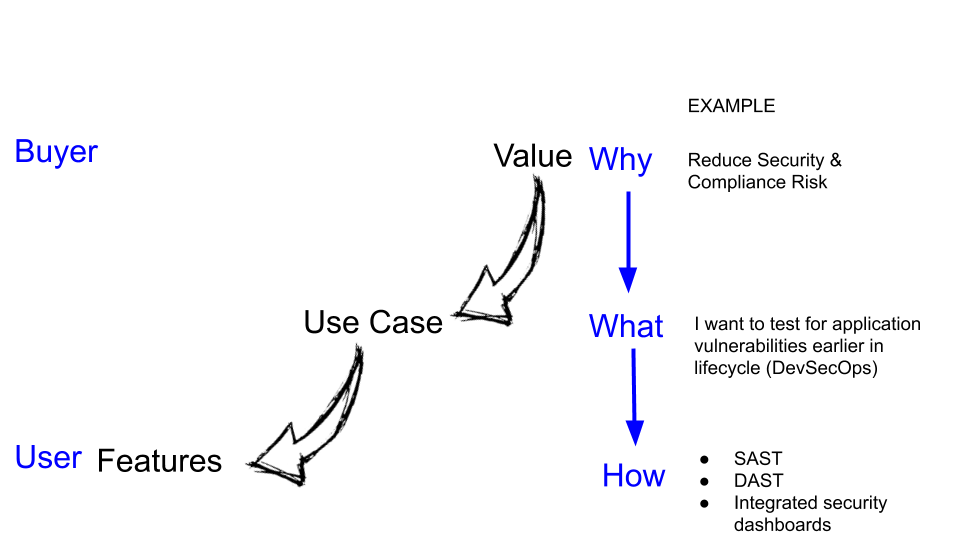 EXAMPLE
Buyer
Value
Why
Reduce Security &
Compliance Risk
Use Case
What
I want to test for application
vulnerabilities earlier in
lifecycle (DevSecOps)
User
Features
How
● SAST
● DAST
● Integrated security
dashboards